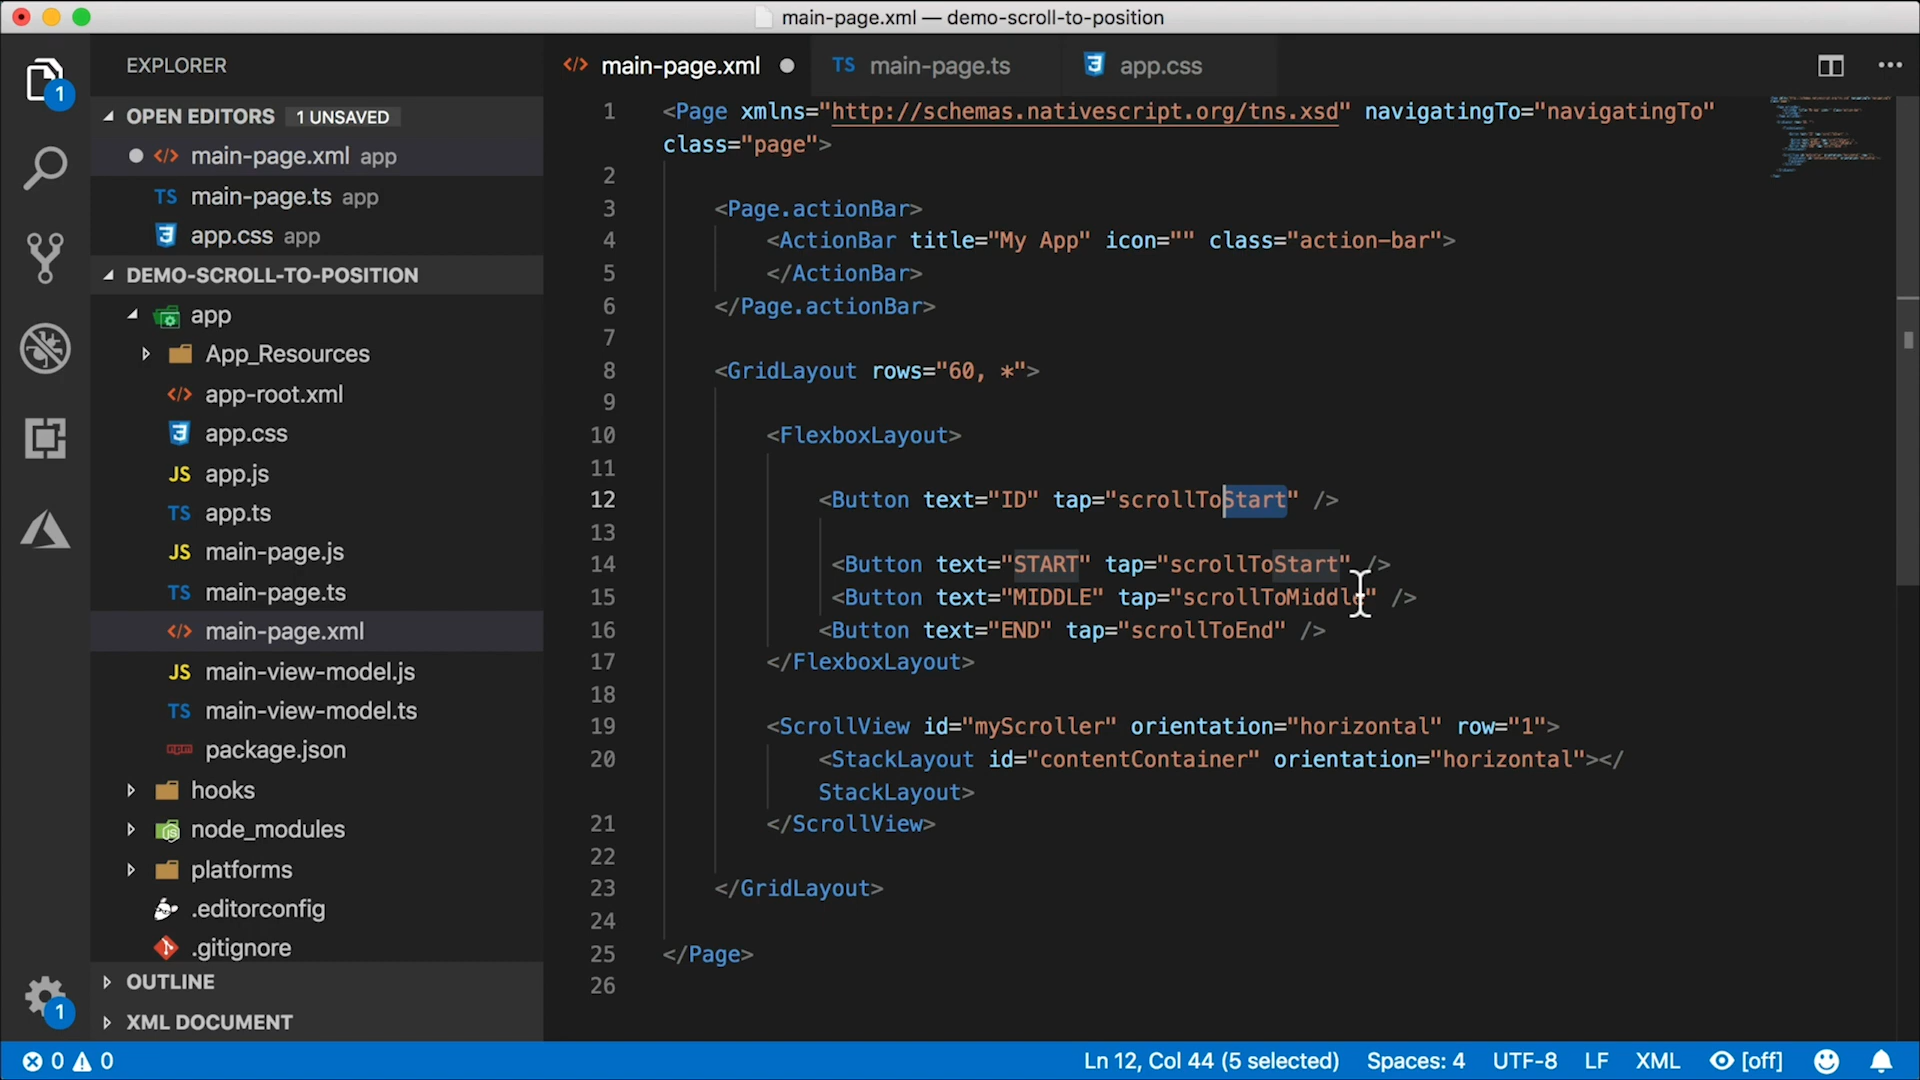 main-page.xml — demo-scroll-to-position
EXPLORER
1
OPEN EDITORS 1 UNSAVED
main-page.xml app
TS main-page.ts app
app.css app
DEMO-SCROLL-TO-POSITION
app
App_Resources
app-root.xml
app.css
JS app.js
TS app.ts
JS main-page.js
TS main-page.ts
main-page.xml
JS main-view-model.js
TS main-view-model.ts
package.json
hooks
node_modules
platforms
.editorconfig
.gitignore
OUTLINE
XML DOCUMENT
1
</> main-page.xml
TS main-page.ts
app.css
1 <Page xmlns="http://schemas.nativescript.org/tns.xsd" navigatingTo="navigatingTo"
class="page">
2
3 <Page.actionBar>
4 <ActionBar title="My App" icon="" class="action-bar">
5 </ActionBar>
6 </Page.actionBar>
7
8 <GridLayout rows="60, *">
9
10 <FlexboxLayout>
11
12 <Button text="ID" tap="scrollToStart" />
13
14 <Button text="START" tap="scrollToStart" />
15 <Button text="MIDDLE" tap="scrollToMiddle" />
16 <Button text="END" tap="scrollToEnd" />
17 </FlexboxLayout>
18
19 <ScrollView id="myScroller" orientation="horizontal" row="1">
20 <StackLayout id="contentContainer" orientation="horizontal"></
StackLayout>
21 </ScrollView>
22
23 </GridLayout>
24
25 </Page>
26
0 0
Ln 12, Col 44 (5 selected) Spaces: 4 UTF-8 LF XML [off]